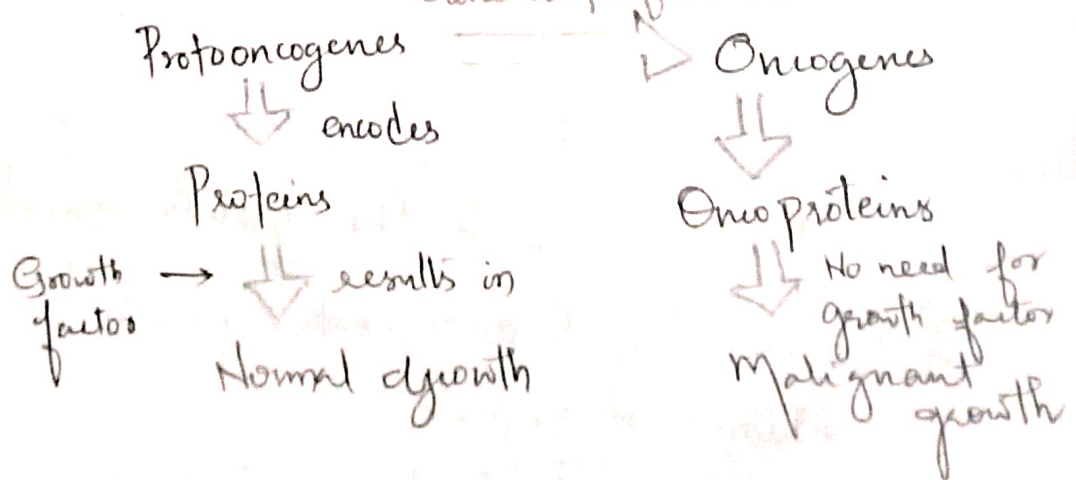 Protooncogenes
Oncogenes
encodes
Proteins
Oncoproteins
Growth
factor
results in
No need for
growth factor
Normal growth
Malignant
growth